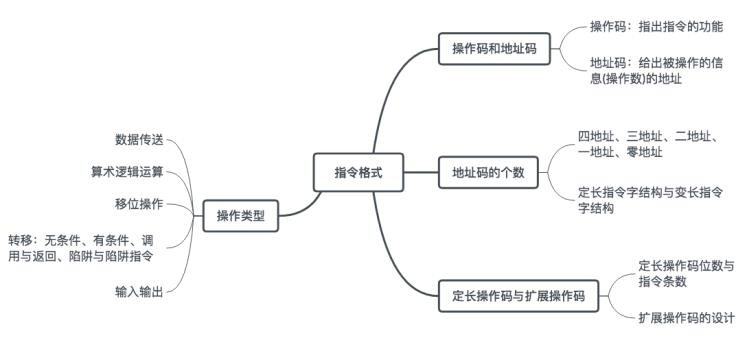 指令格式
操作码和地址码
操作码：指出指令的功能
地址码：给出被操作的信
息(操作数)的地址
地址码的个数
四地址、三地址、二地址、
一地址、零地址
定长指令字结构与变长指令
字结构
定长操作码与扩展操作码
定长操作码位数与
指令条数
扩展操作码的设计
操作类型
数据传送
算术逻辑运算
移位操作
转移：无条件、有条件、调
用与返回、陷阱与陷阱指令
输入输出